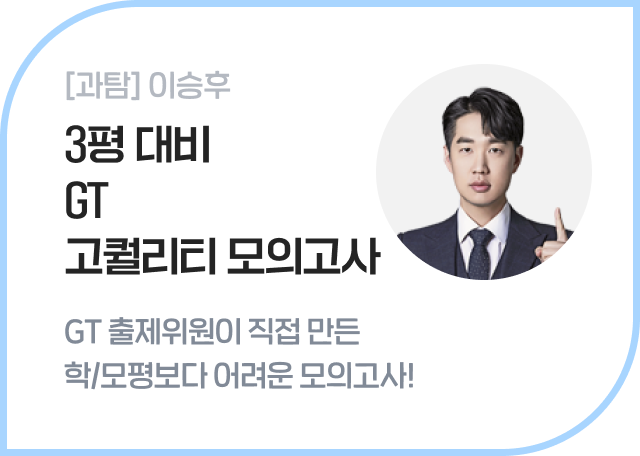 [과탐] 이승후
3평 대비
GT
고퀄리티 모의고사
GT 출제위원이 직접 만든
학/모평보다 어려운 모의고사!